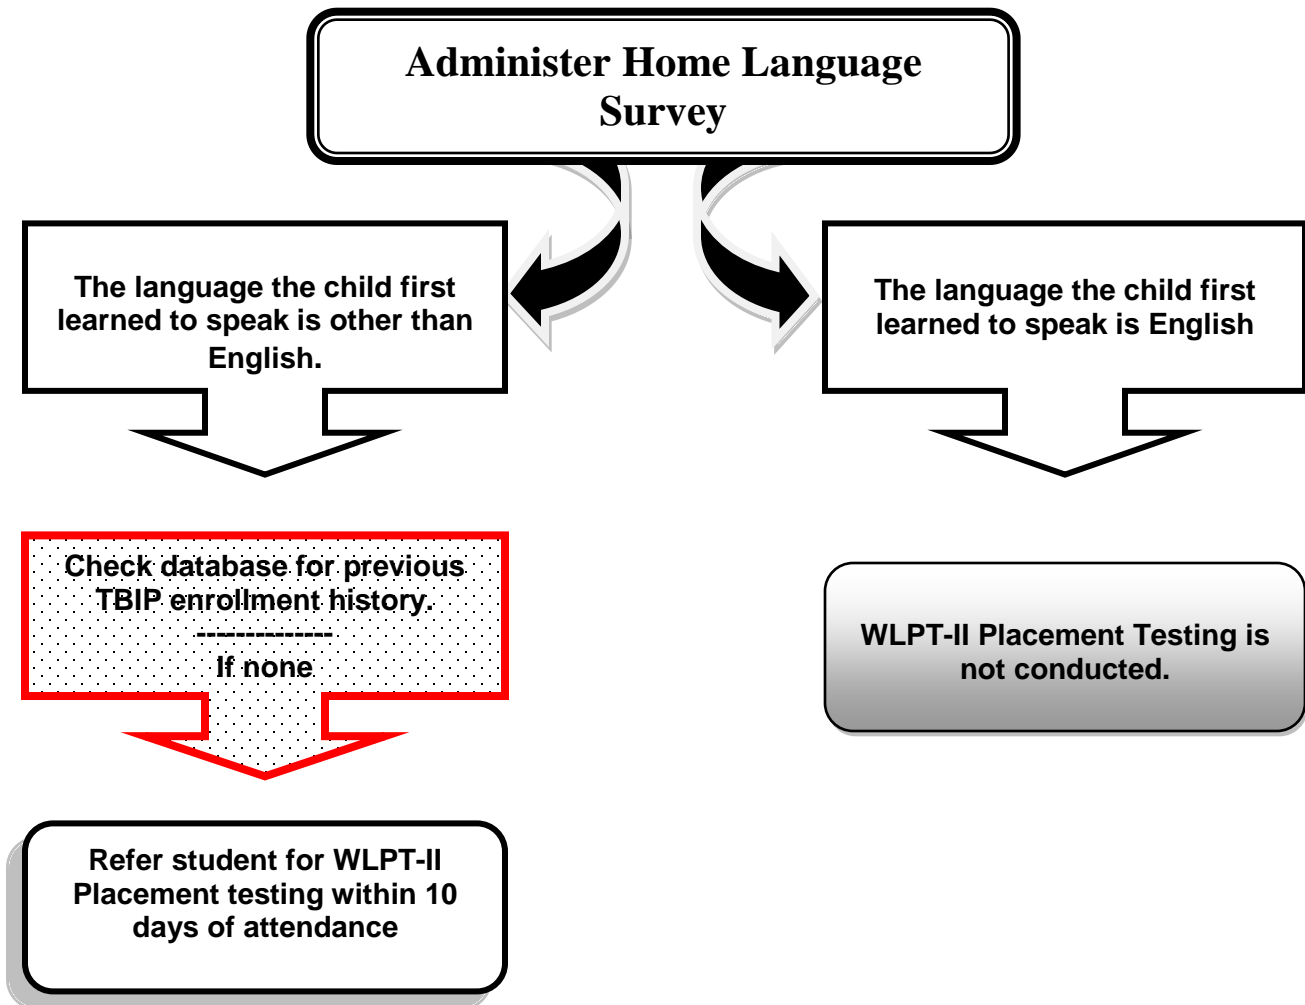 Administer Home Language
Survey
The language the child first
learned to speak is other than
English.
The language the child first
learned to speak is English
Check database for previous
TBIP enrollment history.
--------------
If none
WLPT-II Placement Testing is
not conducted.
Refer student for WLPT-II
Placement testing within 10
days of attendance